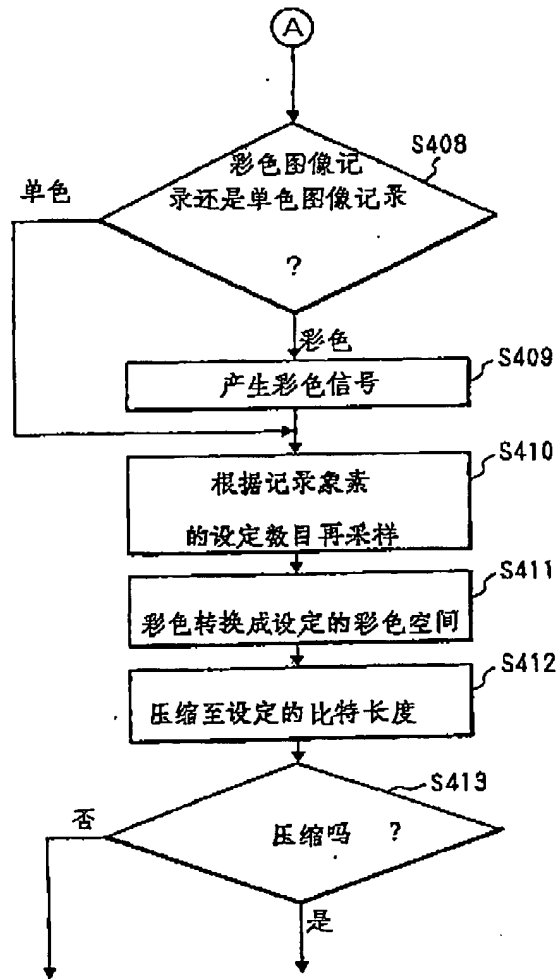 A
S408
彩色图像记
录还是单色图像记录
?
单色
彩色
S409
产生彩色信号
S410
根据记录象素
的设定数目再采样
S411
彩色转换成设定的彩色空间
S412
压缩至设定的比特长度
S413
压缩吗 ?
否
是